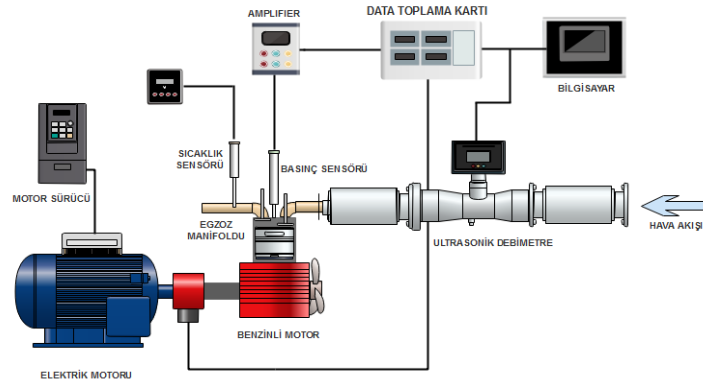 AMPLIFIER
DATA TOPLAMA KARTI
BİLGİSAYAR
SICAKLIK
SENSÖRÜ
BASINÇ SENSÖRÜ
MOTOR SÜRÜCÜ
EGZOZ
MANİFOLDU
ULTRASONİK DEBİMETRE
HAVA AKIŞI
BENZİNLİ MOTOR
ELEKTRİK MOTORU